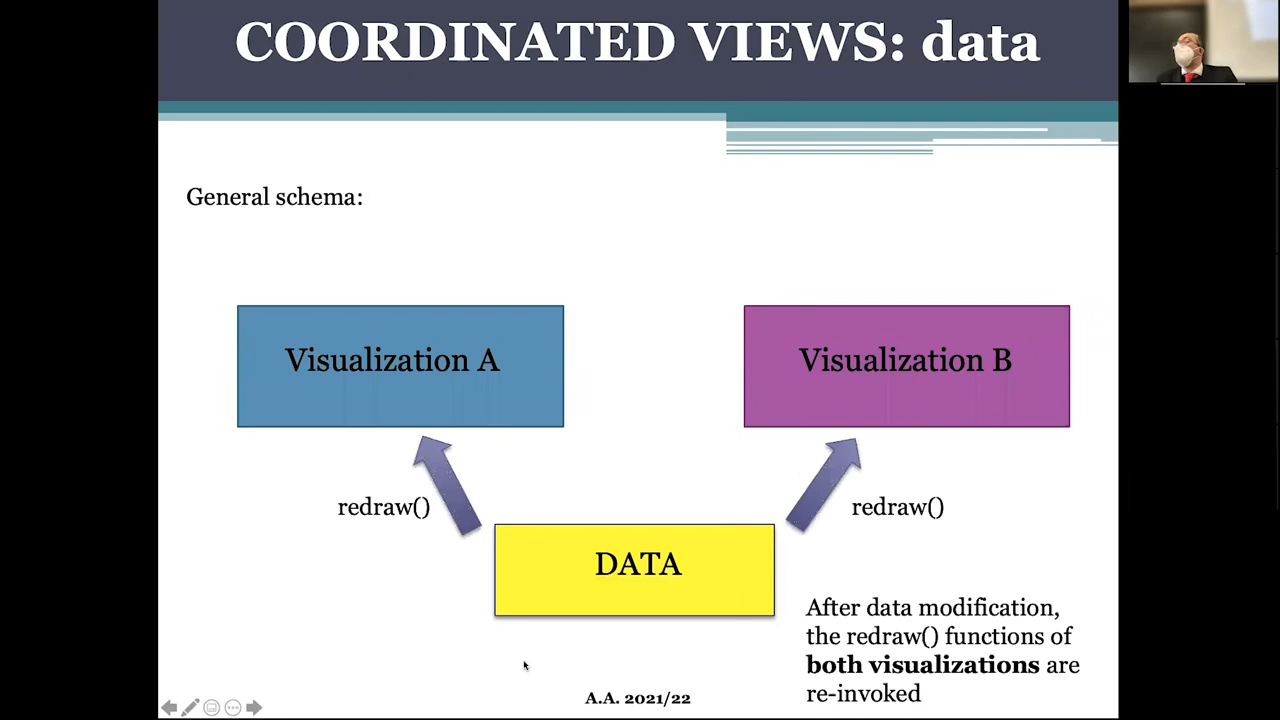 COORDINATED VIEWS: data
General schema:
Visualization A
Visualization B
redraw()
redraw()
DATA
After data modification,
the redraw() functions of
both visualizations are
re-invoked
A.A. 2021/22